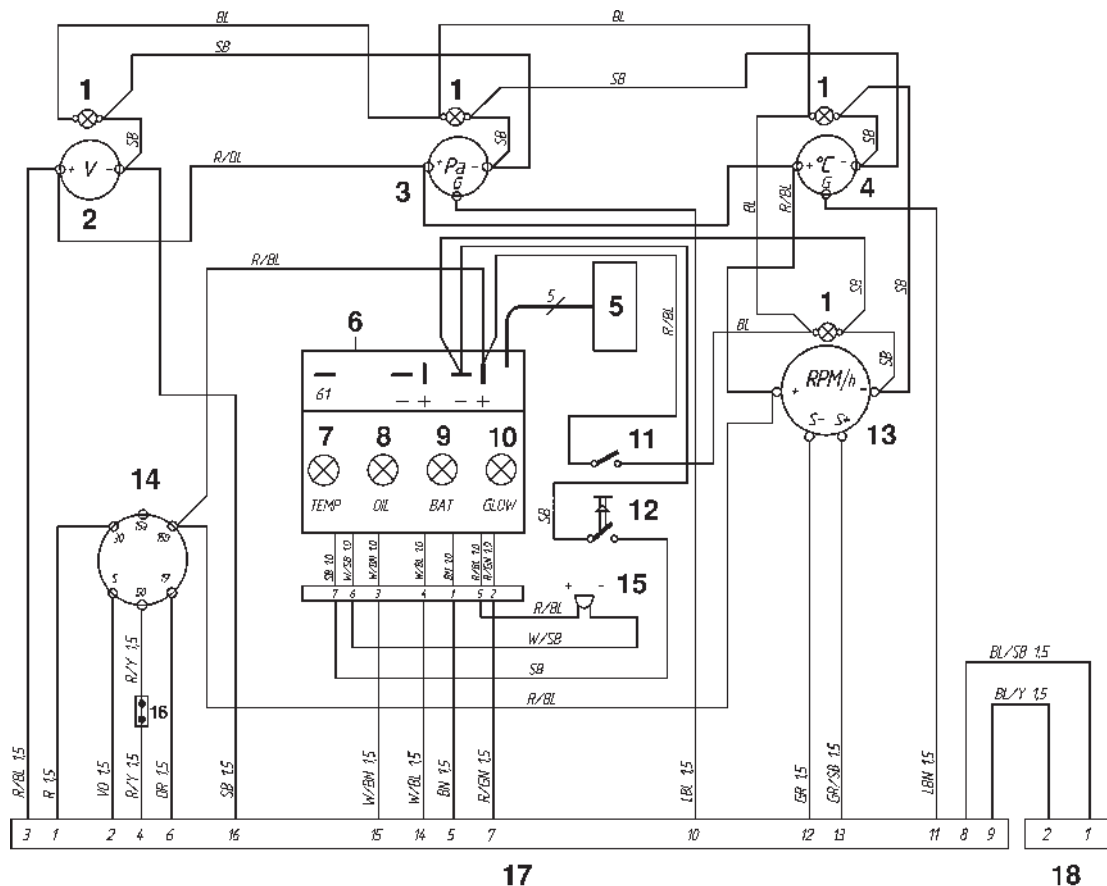 BL
SB
BL
SB
1
1
1
SB
SB
SB
+ V -
+ Pa -
G
+ °C -
G
2
3
4
R/BL
R/BL
BL
R/BL
SB
SB
5
5
6
R/BL
1
BL
SB
61
- + - +
RPM/h
+ -
S- S+
13
7
8
9
10
11
TEMP
OIL
BAT
GLOW
12
SB
14
30
15a
5
50
17
SB 1,0
W/SB 1,0
W/BN 1,0
W/BL 1,0
BN 1,0
R/BL 1,0
R/GN 1,0
7 6 3 4 1 5 2
+ -
15
R/BL
W/SB
SB
R/BL
R/Y 1,5
16
BL/SB 1,5
BL/Y 1,5
R/BL 1,5
R 1,5
VO 1,5
R/Y 1,5
OR 1,5
SB 1,5
W/BN 1,5
W/BL 1,5
BN 1,5
R/GN 1,5
LBL 1,5
GR 1,5
GR/SB 1,5
LBN 1,5
3 1 2 4 6 16 15 14 5 7 10 12 13 11 8 9
2 1
17
18